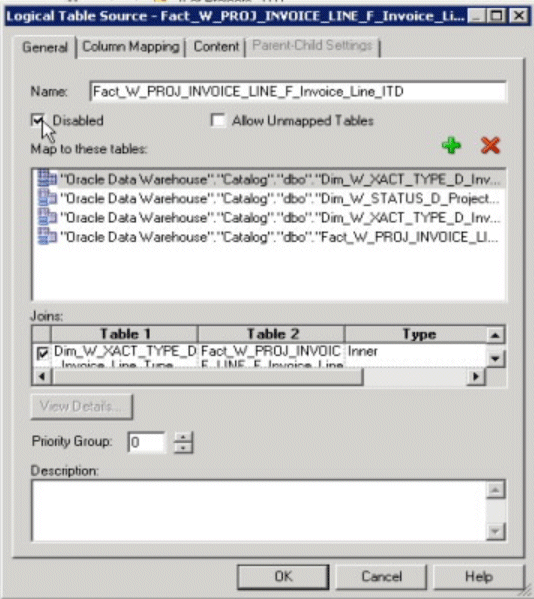 Logical Table Source - Fact_W_PROJ_INVOICE_LINE_F_Invoice_Li...
General Column Mapping Content Parent-Child Settings
Name: Fact_W_PROJ_INVOICE_LINE_F_Invoice_Line_ITD
Disabled Allow Unmapped Tables
Map to these tables:
"Oracle Data Warehouse"."Catalog"."dbo"."Dim_W_XACT_TYPE_D_Inv...
"Oracle Data Warehouse"."Catalog"."dbo"."Dim_W_STATUS_D_Project...
"Oracle Data Warehouse"."Catalog"."dbo"."Dim_W_XACT_TYPE_D_Inv...
"Oracle Data Warehouse"."Catalog"."dbo"."Fact_W_PROJ_INVOICE_LI...
Joins:
Table 1 Table 2 Type
Dim_W_XACT_TYPE_D Fact_W_PROJ_INVOIC Inner
_Invoice_Line_Type E_LINE_F_Invoice_Line
View Details...
Priority Group: 0
Description:
OK Cancel Help